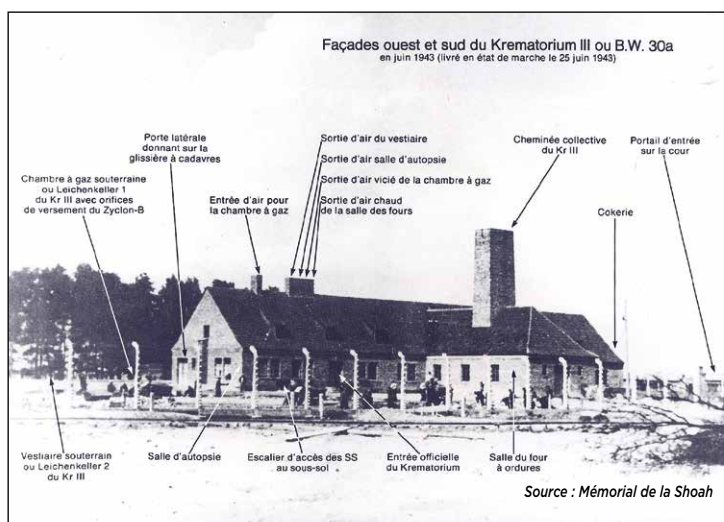 Façades ouest et sud du Krematorium III ou B.W. 30a
en juin 1943 (livré en état de marche le 25 juin 1943)
Porte latérale
donnant sur la
glissière à cadavres
Chambre à gaz souterraine
ou Leichenkeller 1
du Kr III avec orifices
de versement du Zyclon-B
Entrée d'air pour
la chambre à gaz
Sortie d'air du vestiaire
Sortie d'air salle d'autopsie
Sortie d'air vicié de la chambre à gaz
Sortie d'air chaud
de la salle des fours
Cheminée collective
du Kr III
Portail d'entrée
sur la cour
Cokerie
Vestiaire souterrain
ou Leichenkeller 2
du Kr III
Salle d'autopsie
Escalier d'accès des SS
au sous-sol
Entrée officielle
du Krematorium
Salle du four
à ordures
Source : Mémorial de la Shoah